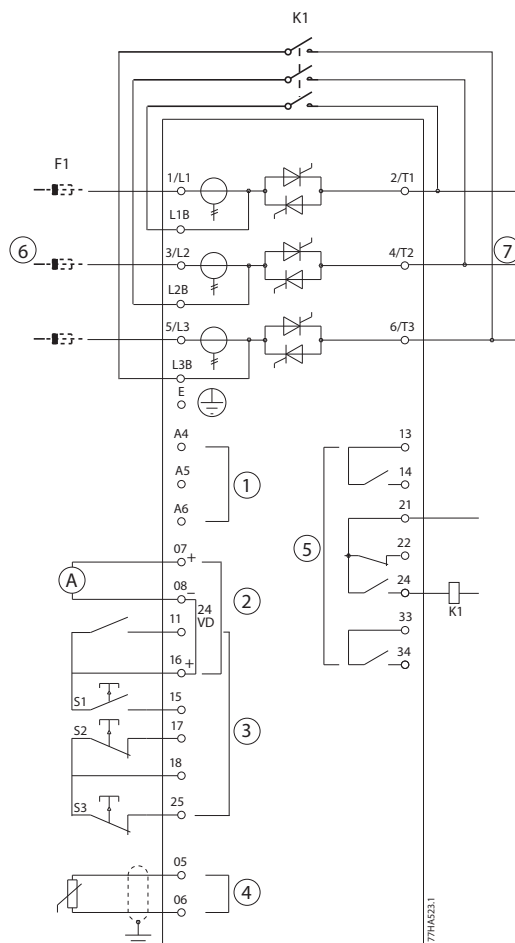 K1
F1
1/L1
2/T1
L1B
6
3/L2
4/T2
7
L2B
5/L3
6/T3
L3B
E
A4
13
A5
1
14
A6
21
07
+
5
22
A
08
–
2
24
VD
24
K1
11
33
16
+
34
S1
15
S2
17
3
18
S3
25
05
4
06
177HA523.1